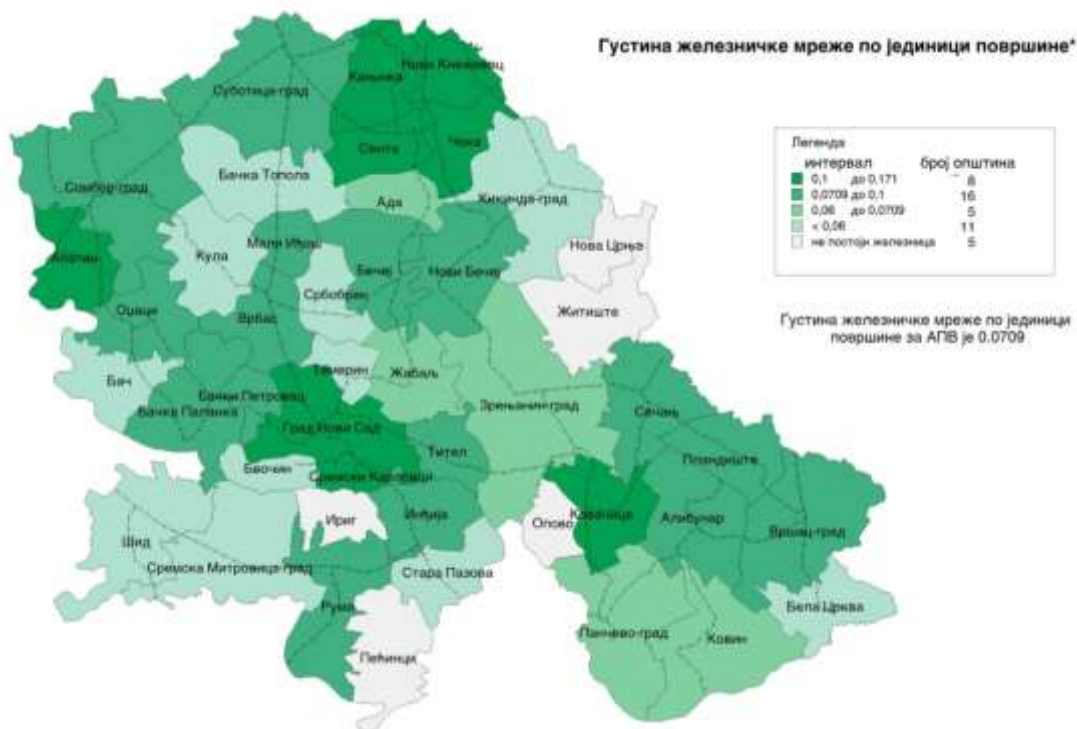 Густина железничке мреже по јединици површине*
Легенда
интервал број општина
0,1 до 0,171 8
0,0709 до 0,1 16
0,06 до 0,0709 5
< 0,06 11
не постоји железница 5
Густина железничке мреже по јединици
површине за АПВ је 0.0709
Нови Кнежевац
Кањижа
Суботица-град
Сента
Чока
Бачка Топола
Сомбор-град
Ада
Кикинда-град
Мали Иђош
Нова Црња
Апатин
Кула
Бечеј
Нови Бечеј
Србобран
Оџаци
Врбас
Житиште
Темерин
Жабаљ
Бач
Бачки Петровац
Зрењанин-град
Сечањ
Бачка Паланка
Град Нови Сад
Тител
Пландиште
Беочин
Сремски Карловци
Ириг
Инђија
Опово
Ковачица
Алибунар
Вршац-град
Шид
Сремска Митровица-град
Стара Пазова
Рума
Бела Црква
Панчево-град
Ковин
Пећинци